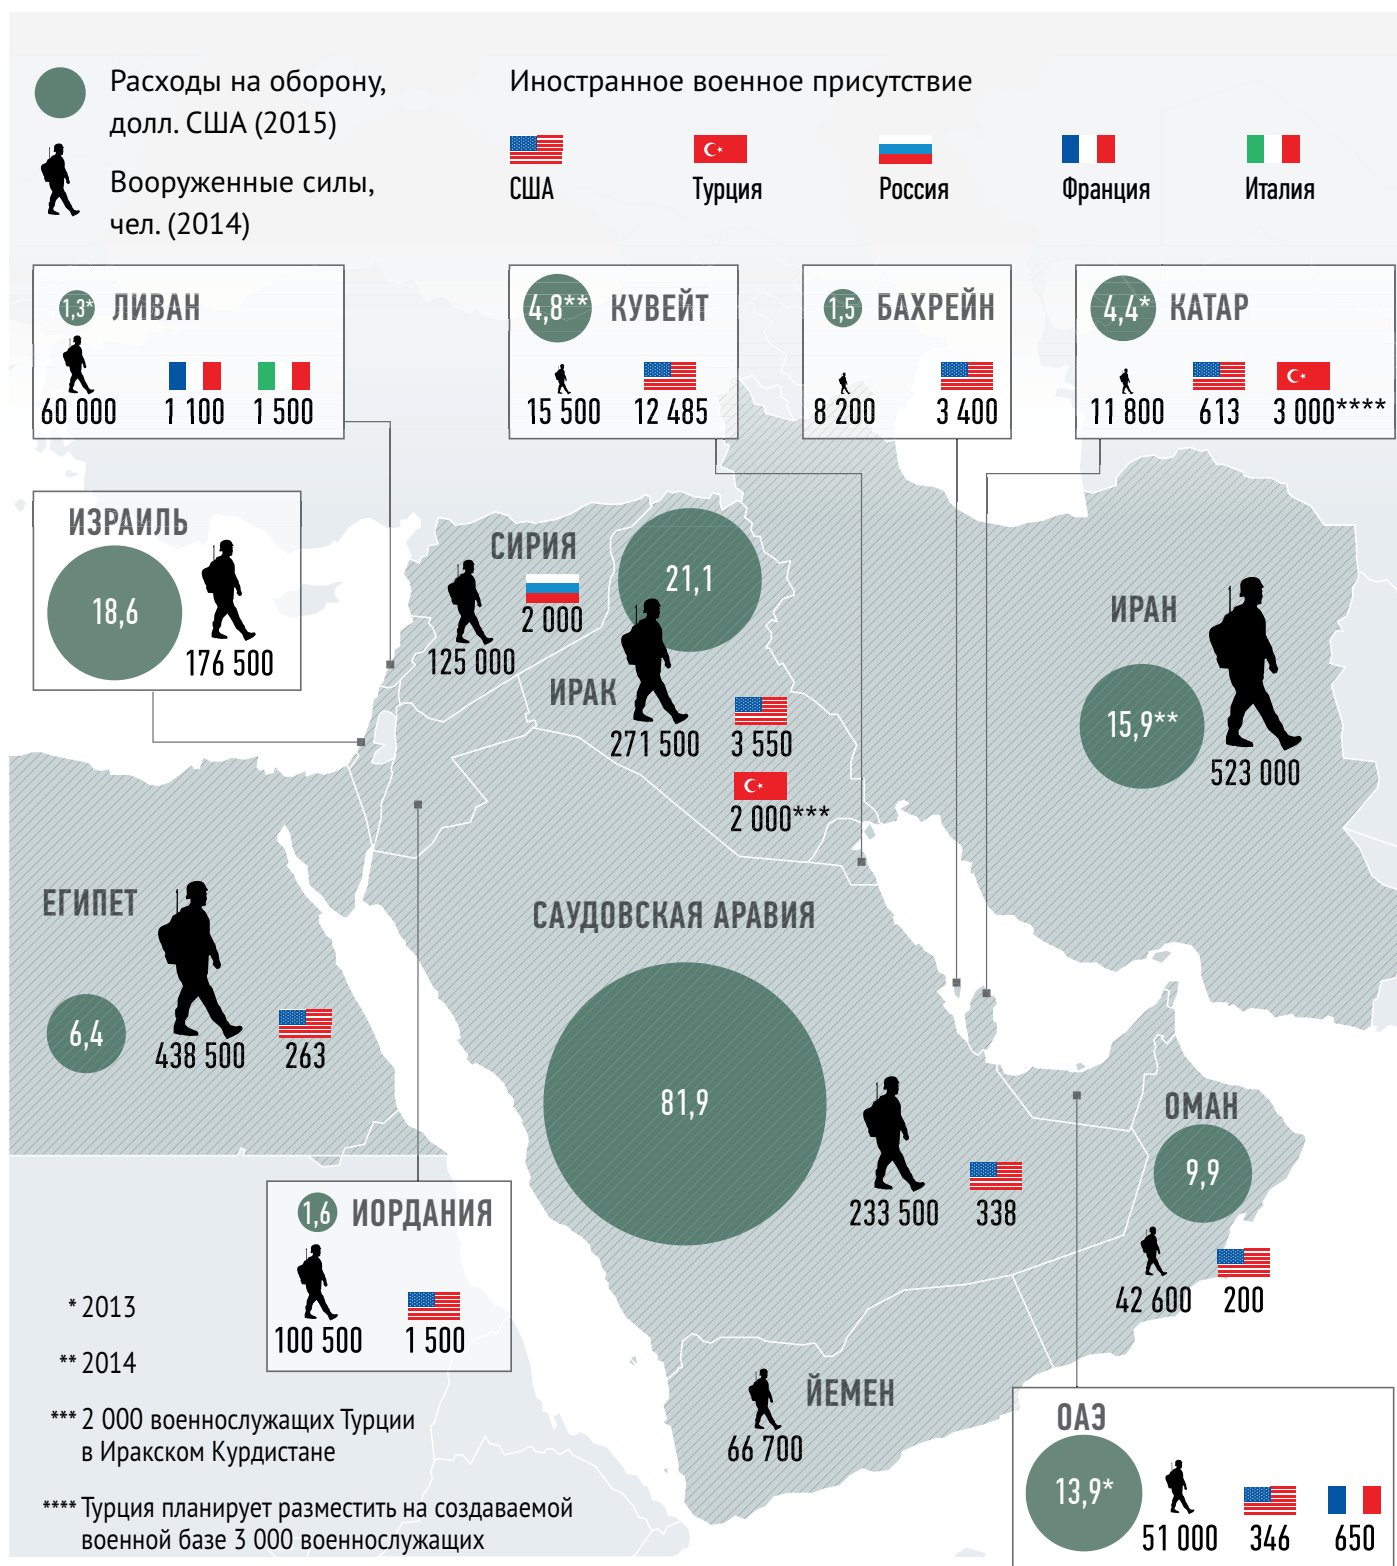 Расходы на оборону,
долл. США (2015)
Вооруженные силы,
чел. (2014)
Иностранное военное присутствие
США
Турция
Россия
Франция
Италия
1,3* ЛИВАН
60 000 1 100 1 500
4,8** КУВЕЙТ
15 500 12 485
1,5 БАХРЕЙН
8 200 3 400
4,4* КАТАР
11 800 613 3 000****
ИЗРАИЛЬ
18,6
176 500
СИРИЯ
2 000
125 000
21,1
ИРАК
271 500 3 550
2 000***
ИРАН
15,9**
523 000
ЕГИПЕТ
6,4
438 500 263
САУДОВСКАЯ АРАВИЯ
81,9
233 500 338
ОМАН
9,9
42 600 200
1,6 ИОРДАНИЯ
100 500 1 500
ЙЕМЕН
66 700
ОАЭ
13,9*
51 000 346 650
* 2013
** 2014
*** 2 000 военнослужащих Турции
в Иракском Курдистане
**** Турция планирует разместить на создаваемой
военной базе 3 000 военнослужащих